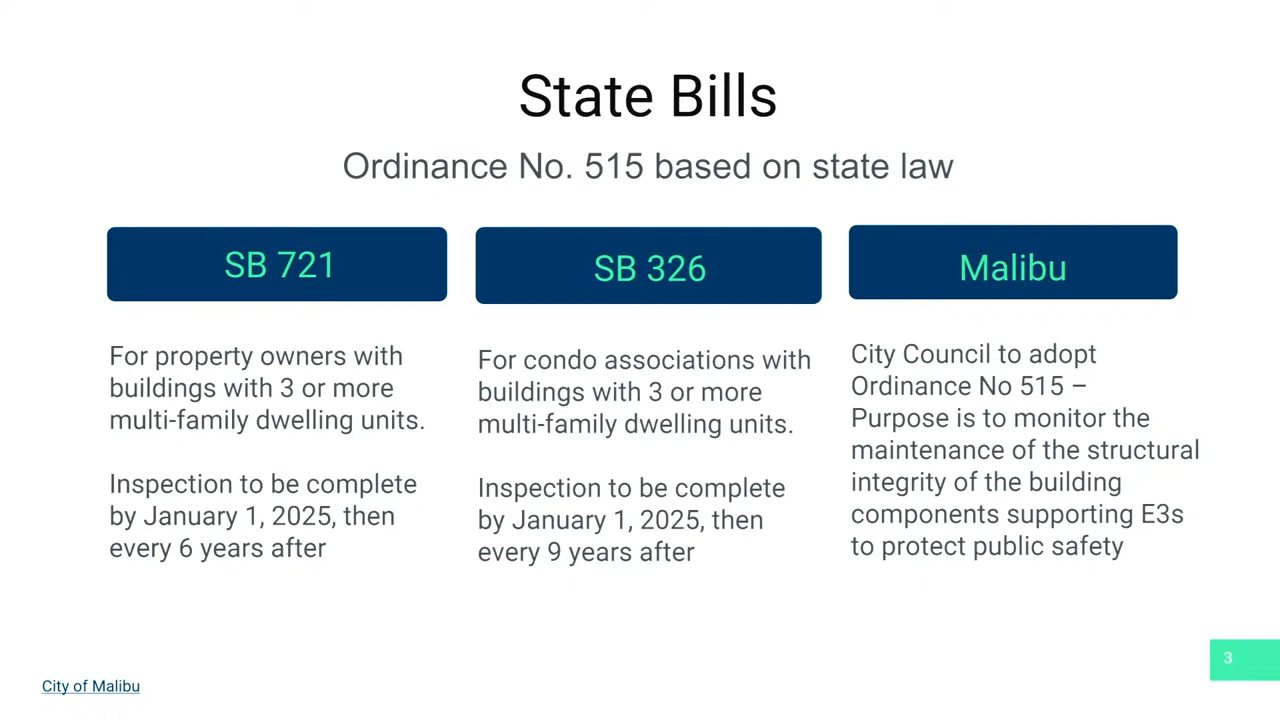 State Bills
Ordinance No. 515 based on state law
SB 721
For property owners with
buildings with 3 or more
multi-family dwelling units.
Inspection to be complete
by January 1, 2025, then
every 6 years after
SB 326
For condo associations with
buildings with 3 or more
multi-family dwelling units.
Inspection to be complete
by January 1, 2025, then
every 9 years after
Malibu
City Council to adopt
Ordinance No 515 –
Purpose is to monitor the
maintenance of the structural
integrity of the building
components supporting E3s
to protect public safety
3
City of Malibu